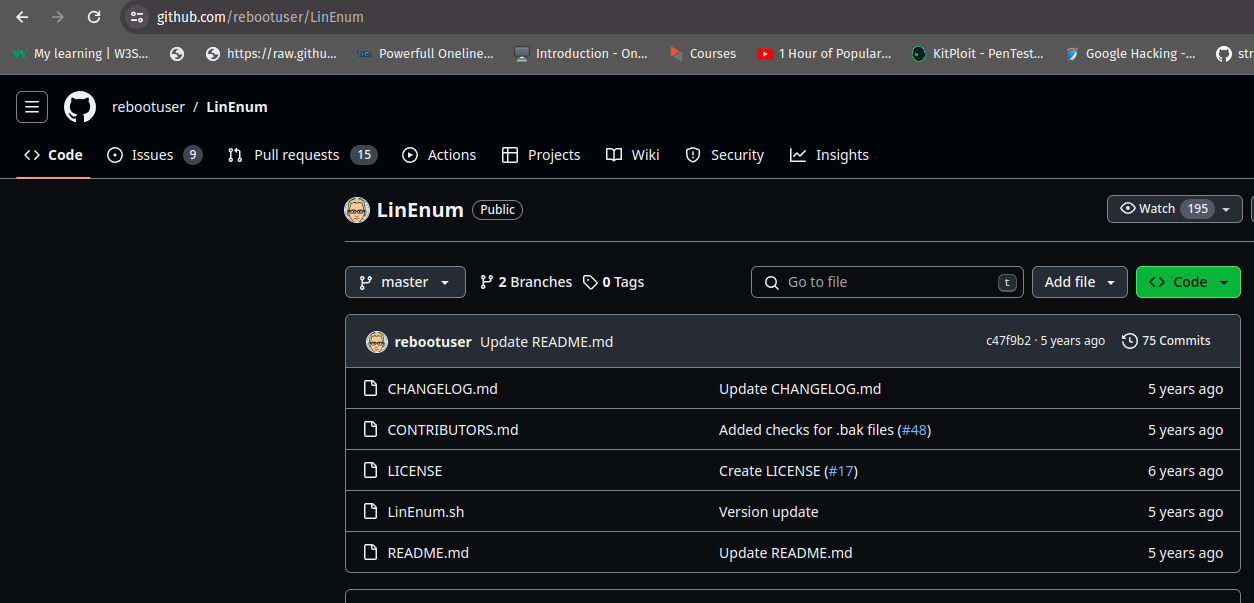 github.com/rebootuser/LinEnum
My learning | W3S... https://raw.githu... Powerfull Oneline... Introduction - On... Courses 1 Hour of Popular... KitPloit - PenTest... Google Hacking -... str
rebootuser / LinEnum
Code Issues 9 Pull requests 15 Actions Projects Wiki Security Insights
LinEnum Public Watch 195
master 2 Branches 0 Tags Go to file t Add file Code
rebootuser Update README.md c47f9b2 · 5 years ago 75 Commits
CHANGELOG.md Update CHANGELOG.md 5 years ago
CONTRIBUTORS.md Added checks for .bak files (#48) 5 years ago
LICENSE Create LICENSE (#17) 6 years ago
LinEnum.sh Version update 5 years ago
README.md Update README.md 5 years ago